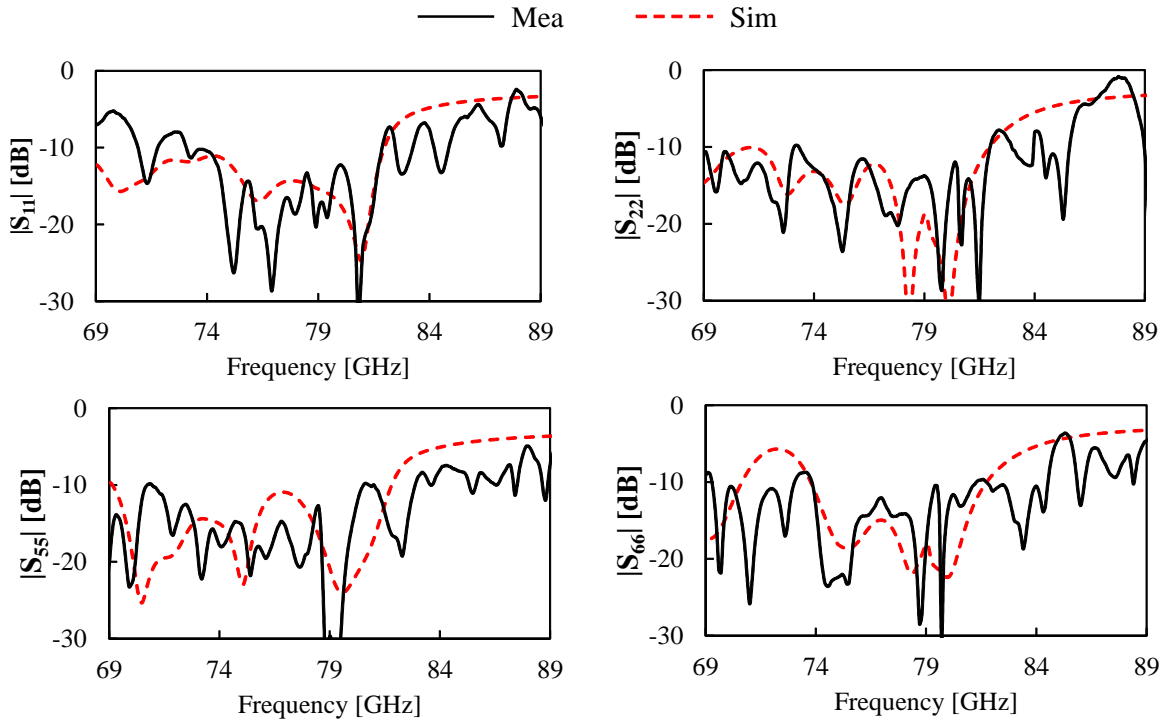 Mea Sim
|S11| [dB]
0
-10
-20
-30
69 74 79 84 89
Frequency [GHz]
|S22| [dB]
0
-10
-20
-30
69 74 79 84 89
Frequency [GHz]
|S55| [dB]
0
-10
-20
-30
69 74 79 84 89
Frequency [GHz]
|S66| [dB]
0
-10
-20
-30
69 74 79 84 89
Frequency [GHz]